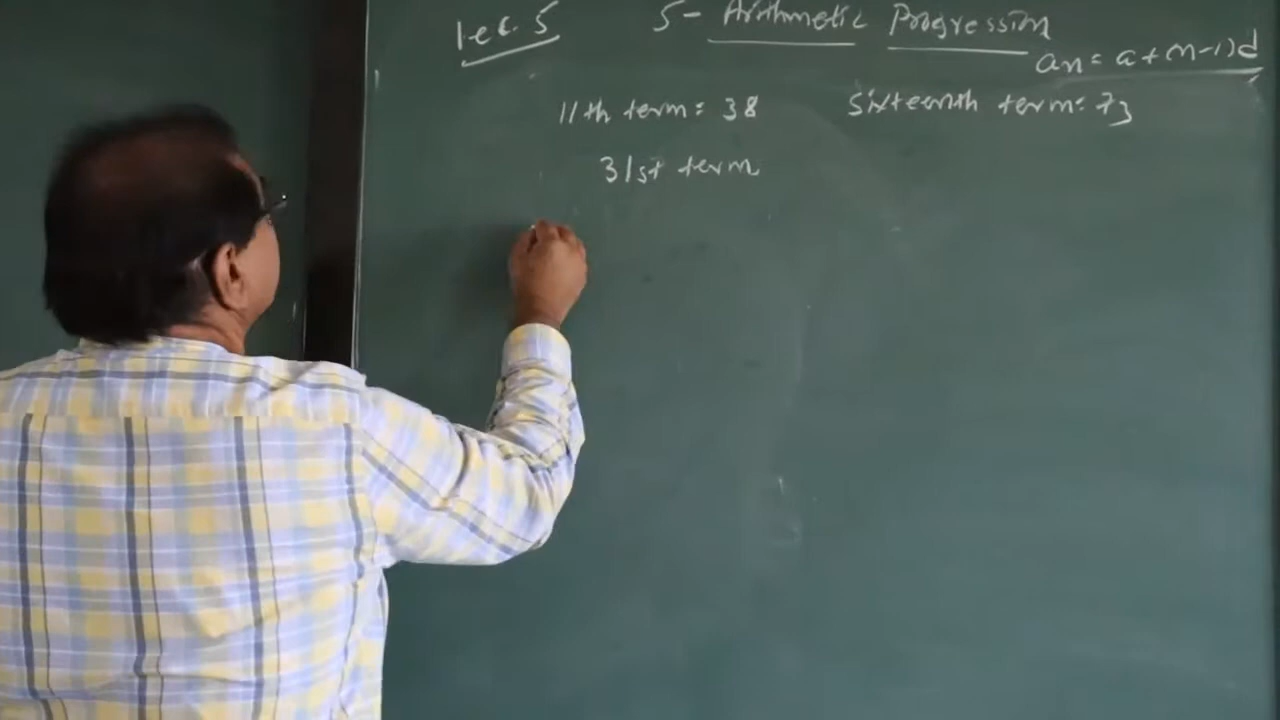 Lec. 5 5- Arithmetic Progression
an = a + (n-1)d
11th term = 38 Sixteenth term = 73
31st term